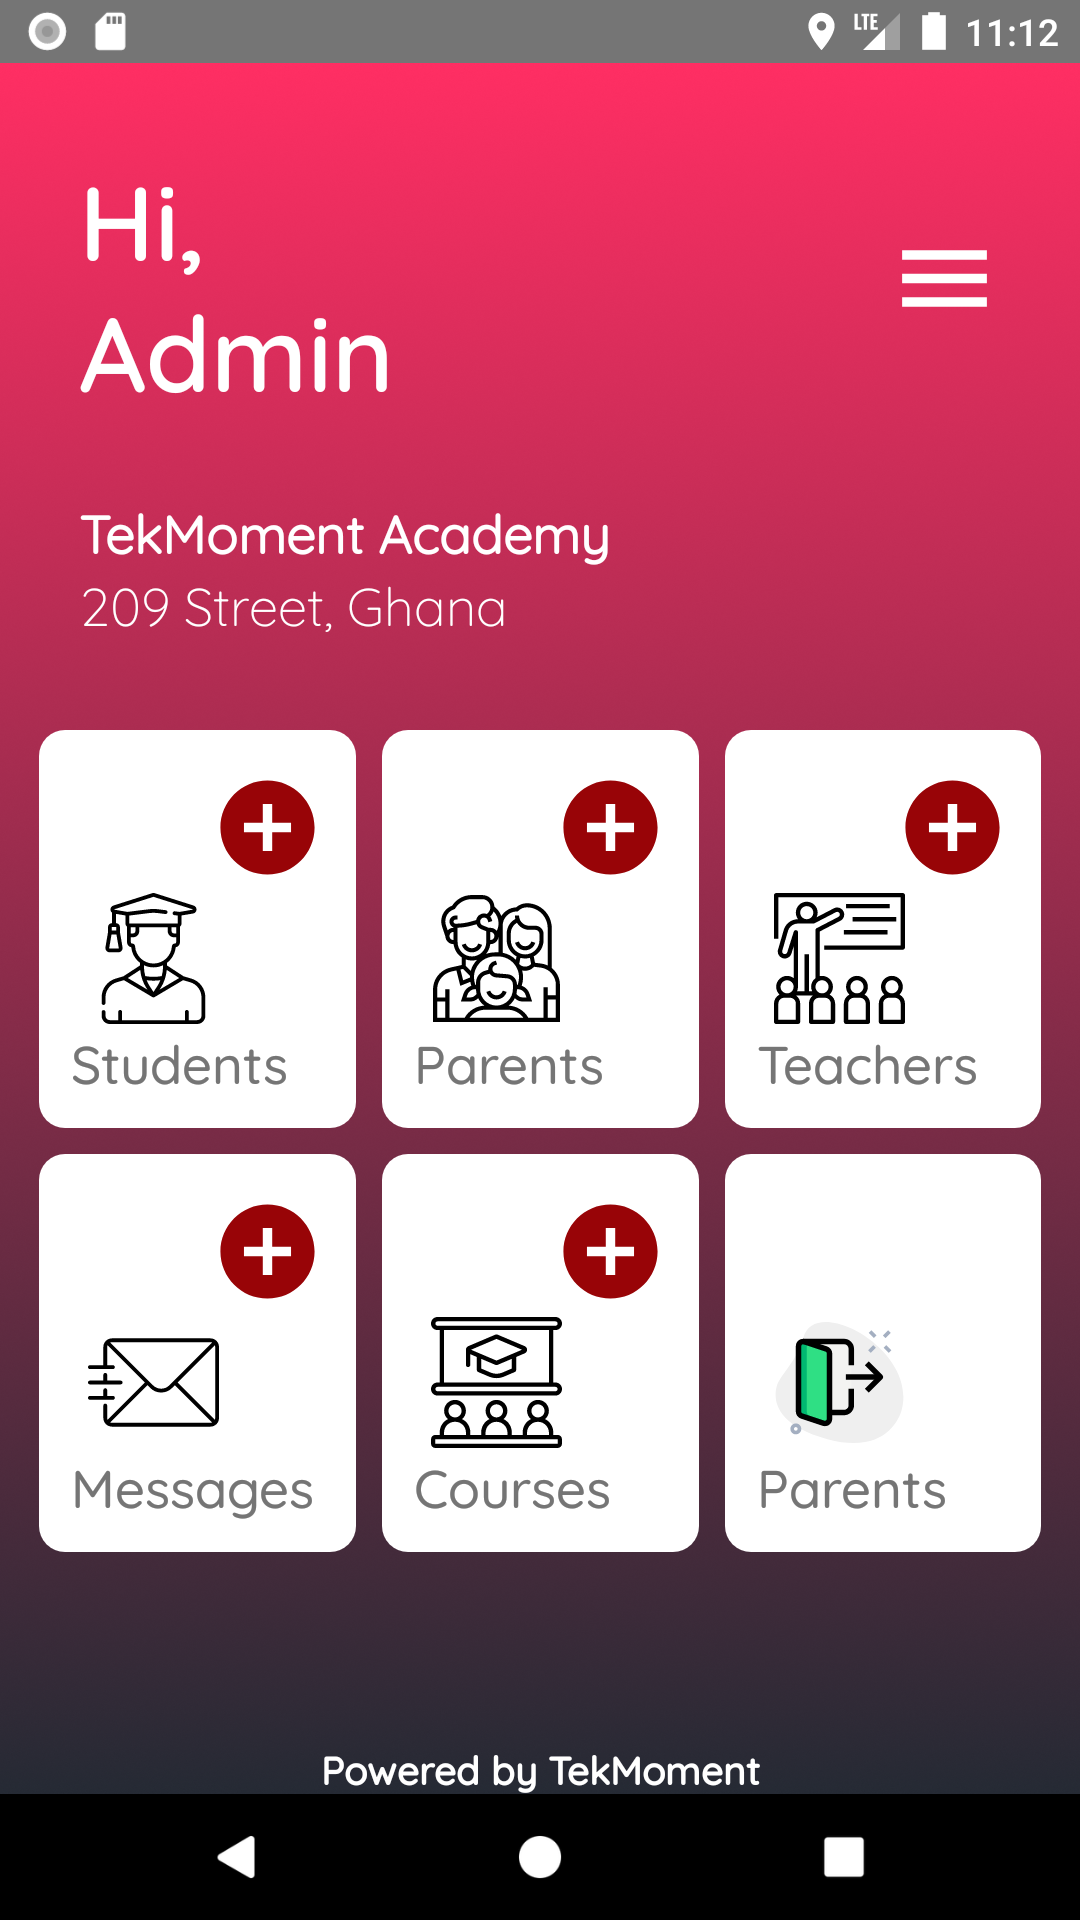 LTE 11:12
Hi,
Admin
TekMoment Academy
209 Street, Ghana
Students
Parents
Teachers
Messages
Courses
Parents
Powered by TekMoment